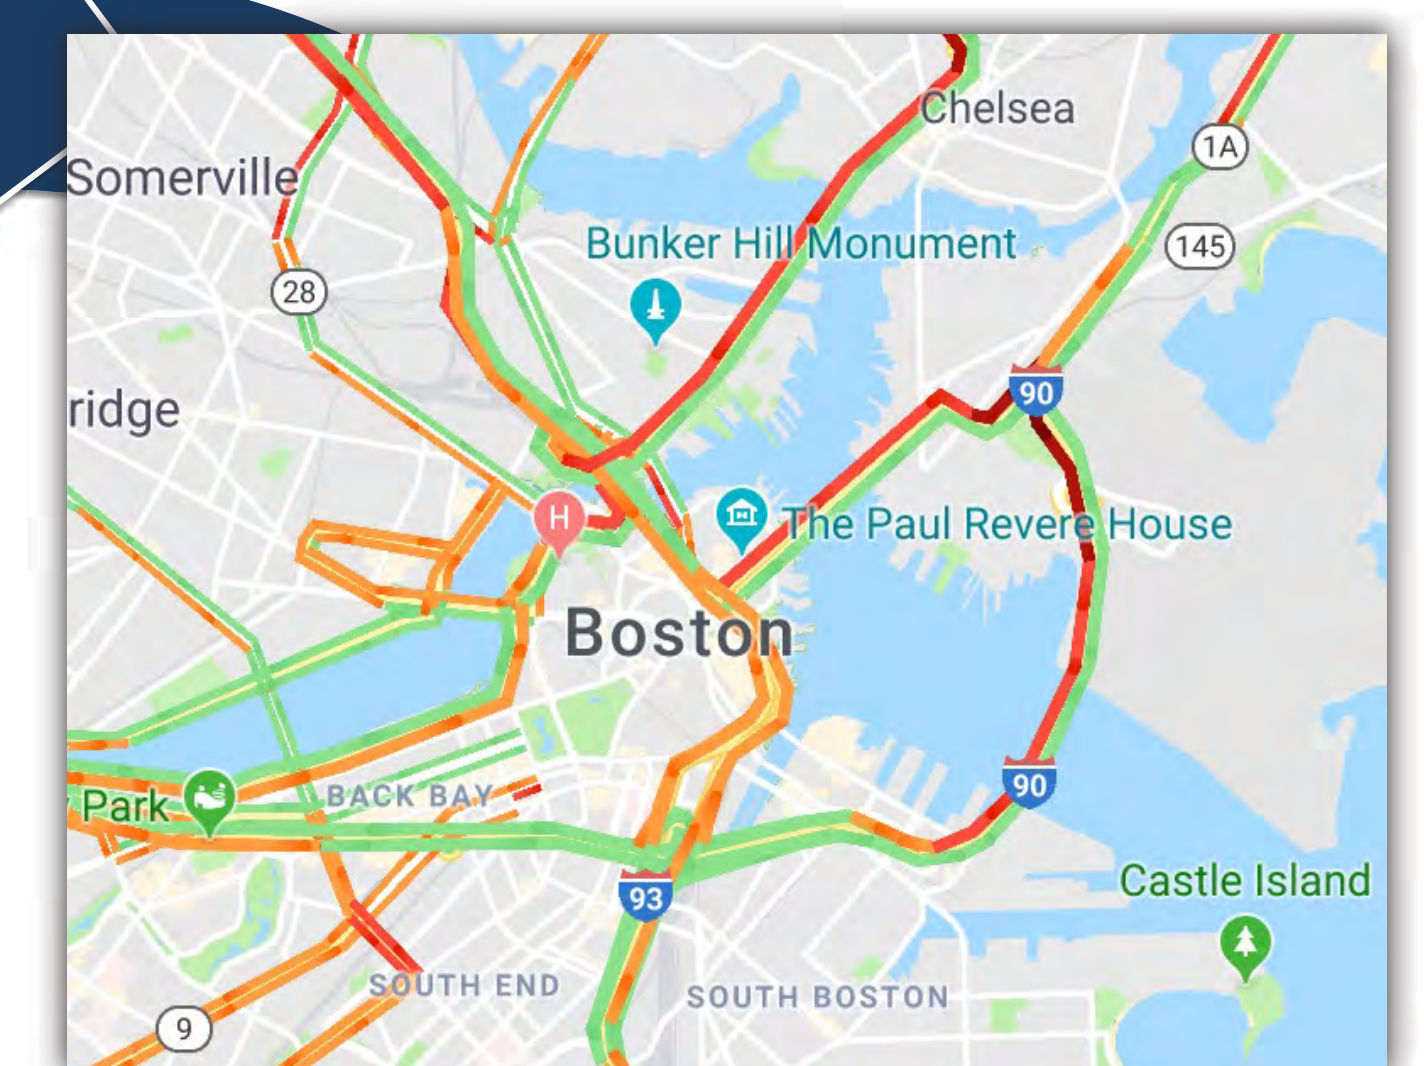 Chelsea
1A
Somerville
Bunker Hill Monument
145
28
90
ridge
H
The Paul Revere House
Boston
90
Park
BACK BAY
93
Castle Island
SOUTH END
SOUTH BOSTON
9